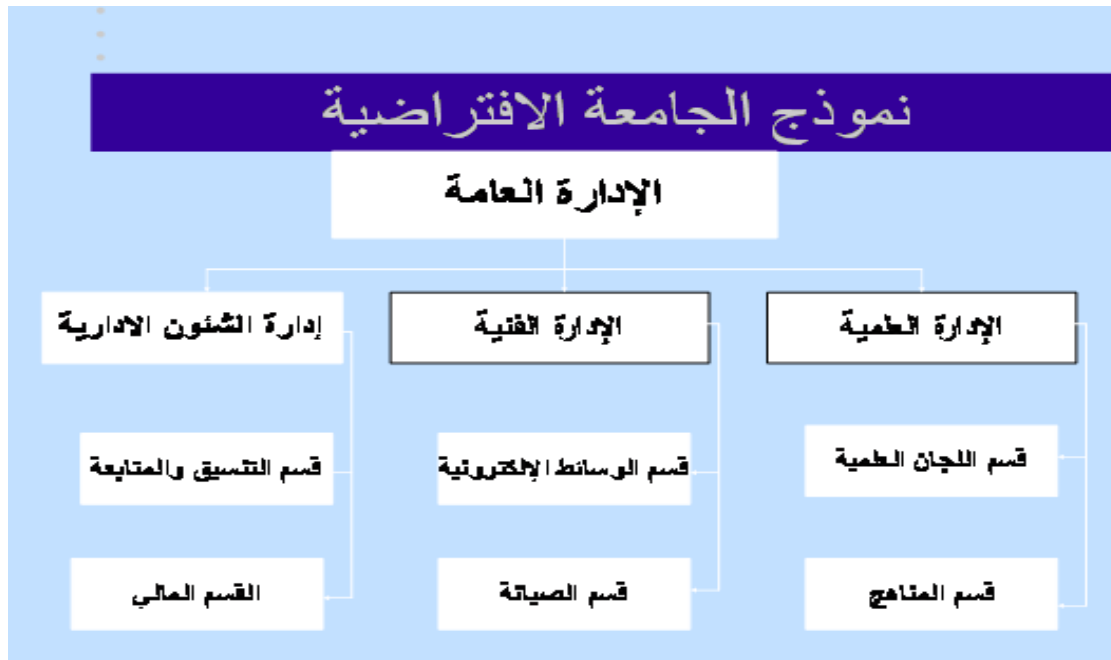 نموذج الجامعة الافتراضية
الإدارة العامة
الإدارة العلمية
الإدارة الفنية
إدارة الشئون الادارية
قسم اللجان العلمية
قسم الوسائط الإلكترونية
قسم التنسيق والمتابعة
قسم المناهج
قسم الصيانة
القسم المالي